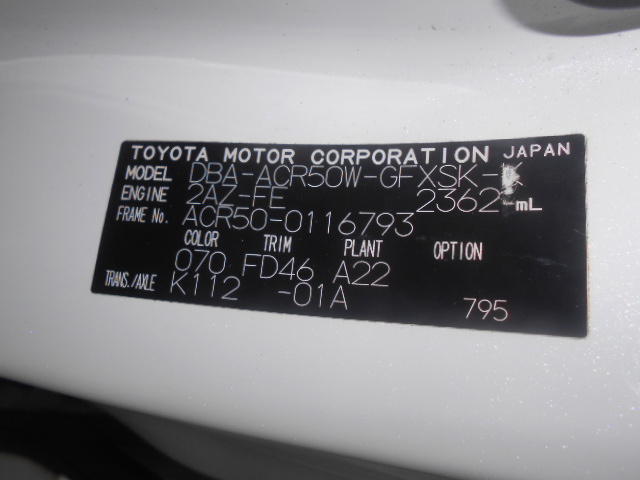 TOYOTA MOTOR CORPORATION JAPAN
MODEL DBA-ACR50W-GFXSK-
ENGINE 2AZ-FE 2362 mL
FRAME No. ACR50-0116793
COLOR TRIM PLANT OPTION
070 FD46 A22
TRANS./AXLE K112 -01A
795